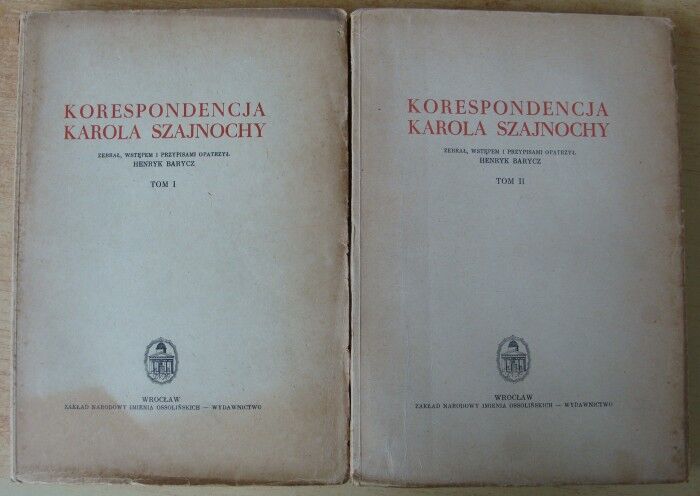 KORESPONDENCJA
KAROLA SZAJNOCHY
ZEBRAŁ, WSTĘPEM I PRZYPISAMI OPATRZYŁ
HENRYK BARYCZ
TOM I
WROCŁAW
ZAKŁAD NARODOWY IMIENIA OSSOLIŃSKICH — WYDAWNICTWO
KORESPONDENCJA
KAROLA SZAJNOCHY
ZEBRAŁ, WSTĘPEM I PRZYPISAMI OPATRZYŁ
HENRYK BARYCZ
TOM II
WROCŁAW
ZAKŁAD NARODOWY IMIENIA OSSOLIŃSKICH — WYDAWNICTWO